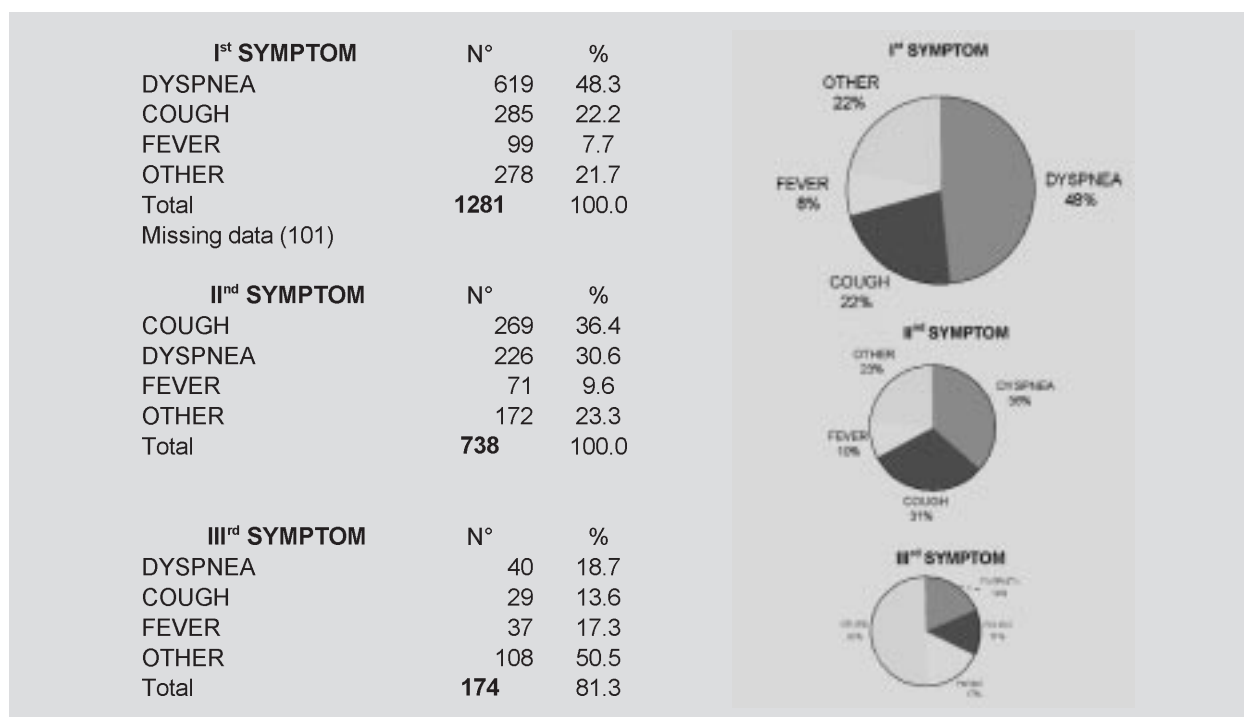 Ist SYMPTOM N° %
DYSPNEA 619 48.3
COUGH 285 22.2
FEVER 99 7.7
OTHER 278 21.7
Total 1281 100.0
Missing data (101)
IInd SYMPTOM N° %
COUGH 269 36.4
DYSPNEA 226 30.6
FEVER 71 9.6
OTHER 172 23.3
Total 738 100.0
IIIrd SYMPTOM N° %
DYSPNEA 40 18.7
COUGH 29 13.6
FEVER 37 17.3
OTHER 108 50.5
Total 174 81.3
Ist SYMPTOM
OTHER
22%
DYSPNEA
48%
FEVER
8%
COUGH
22%
IInd SYMPTOM
OTHER
23%
DYSPNEA
36%
FEVER
10%
COUGH
31%
SYMPTOM